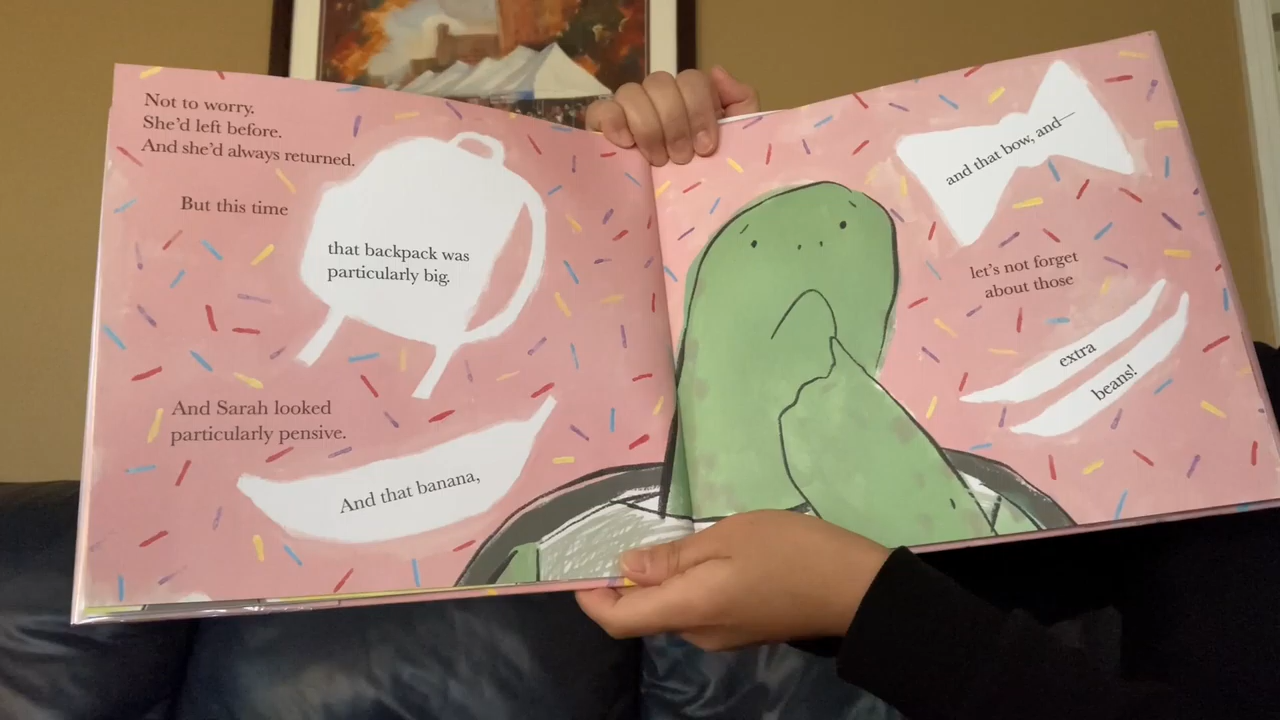 Not to worry.
She'd left before.
And she'd always returned.
But this time
that backpack was
particularly big.
And Sarah looked
particularly pensive.
And that banana,
and that bow, and—
let's not forget
about those
extra
beans!